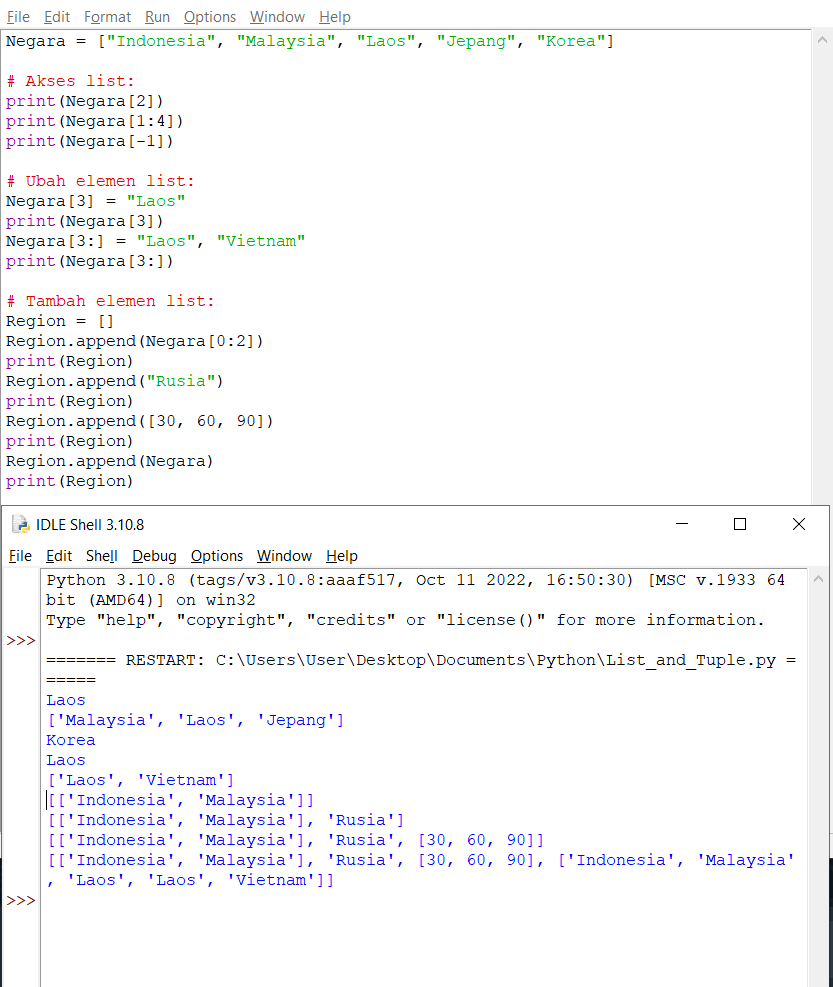 File Edit Format Run Options Window Help
Negara = ["Indonesia", "Malaysia", "Laos", "Jepang", "Korea"]
# Akses list:
print(Negara[2])
print(Negara[1:4])
print(Negara[-1])
# Ubah elemen list:
Negara[3] = "Laos"
print(Negara[3])
Negara[3:] = "Laos", "Vietnam"
print(Negara[3:])
# Tambah elemen list:
Region = []
Region.append(Negara[0:2])
print(Region)
Region.append("Rusia")
print(Region)
Region.append([30, 60, 90])
print(Region)
Region.append(Negara)
print(Region)
IDLE Shell 3.10.8
File Edit Shell Debug Options Window Help
Python 3.10.8 (tags/v3.10.8:aaaf517, Oct 11 2022, 16:50:30) [MSC v.1933 64
bit (AMD64)] on win32
Type "help", "copyright", "credits" or "license()" for more information.
>>>
======= RESTART: C:\Users\User\Desktop\Documents\Python\List_and_Tuple.py =
=====
Laos
['Malaysia', 'Laos', 'Jepang']
Korea
Laos
['Laos', 'Vietnam']
[['Indonesia', 'Malaysia']]
[['Indonesia', 'Malaysia'], 'Rusia']
[['Indonesia', 'Malaysia'], 'Rusia', [30, 60, 90]]
[['Indonesia', 'Malaysia'], 'Rusia', [30, 60, 90], ['Indonesia', 'Malaysia'
, 'Laos', 'Laos', 'Vietnam']]
>>>